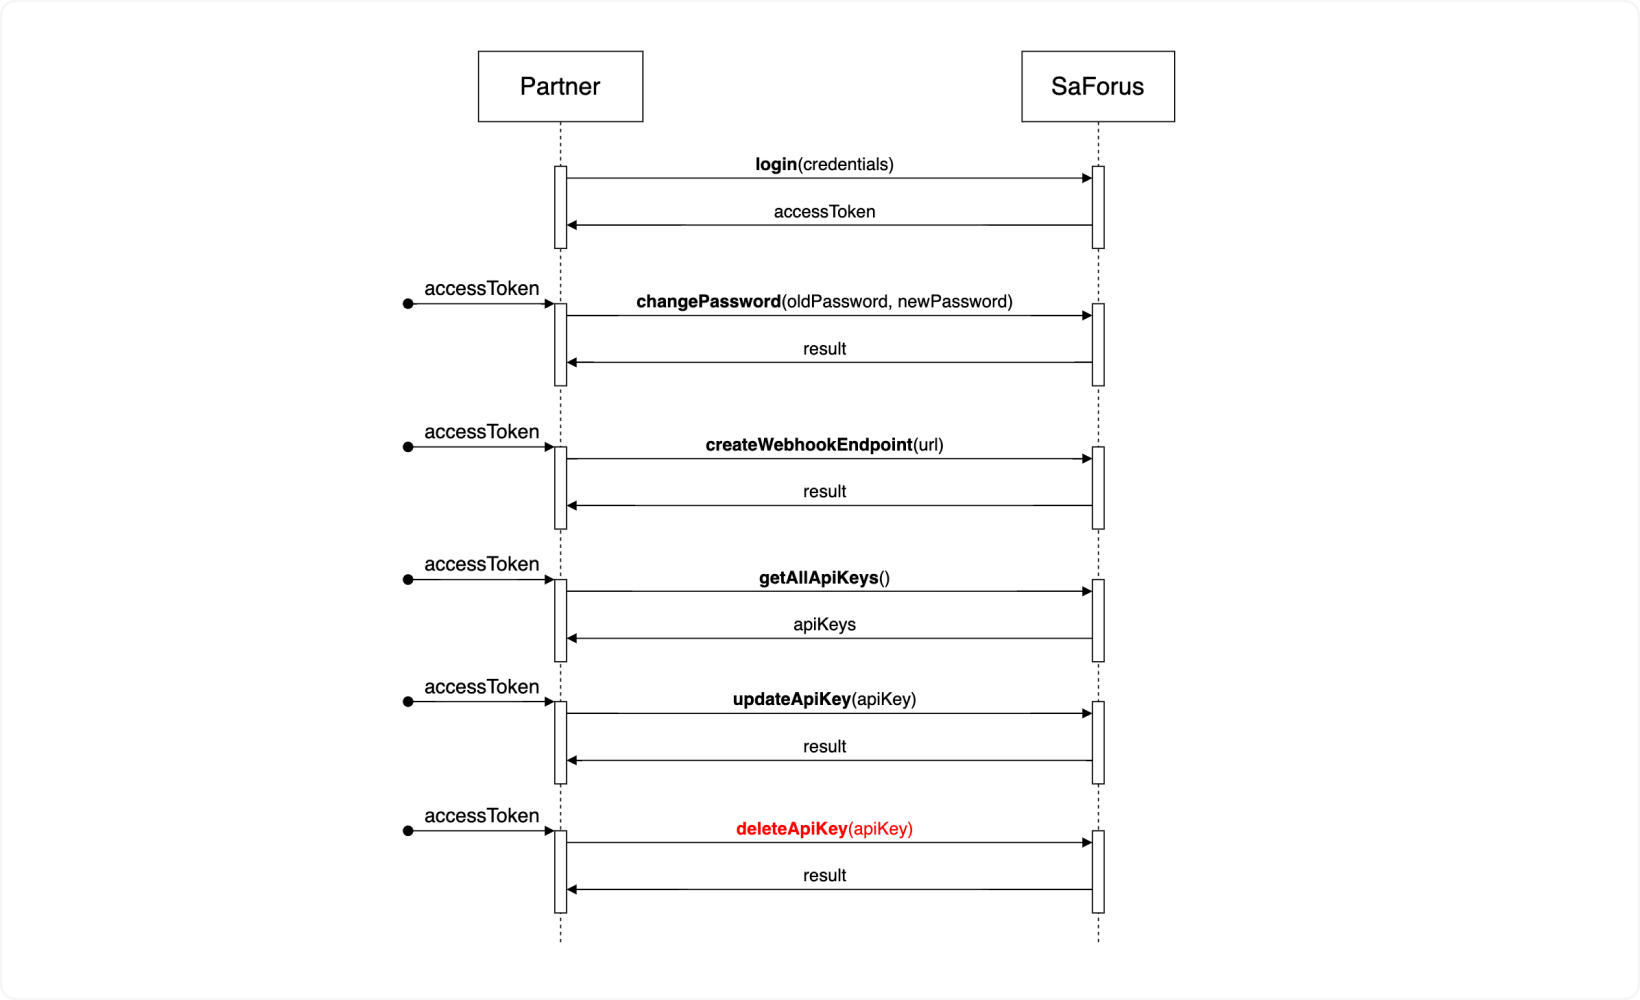 Partner
SaForus
login(credentials)
accessToken
accessToken
changePassword(oldPassword, newPassword)
result
accessToken
createWebhookEndpoint(url)
result
accessToken
getAllApiKeys()
apiKeys
accessToken
updateApiKey(apiKey)
result
accessToken
deleteApiKey(apiKey)
result